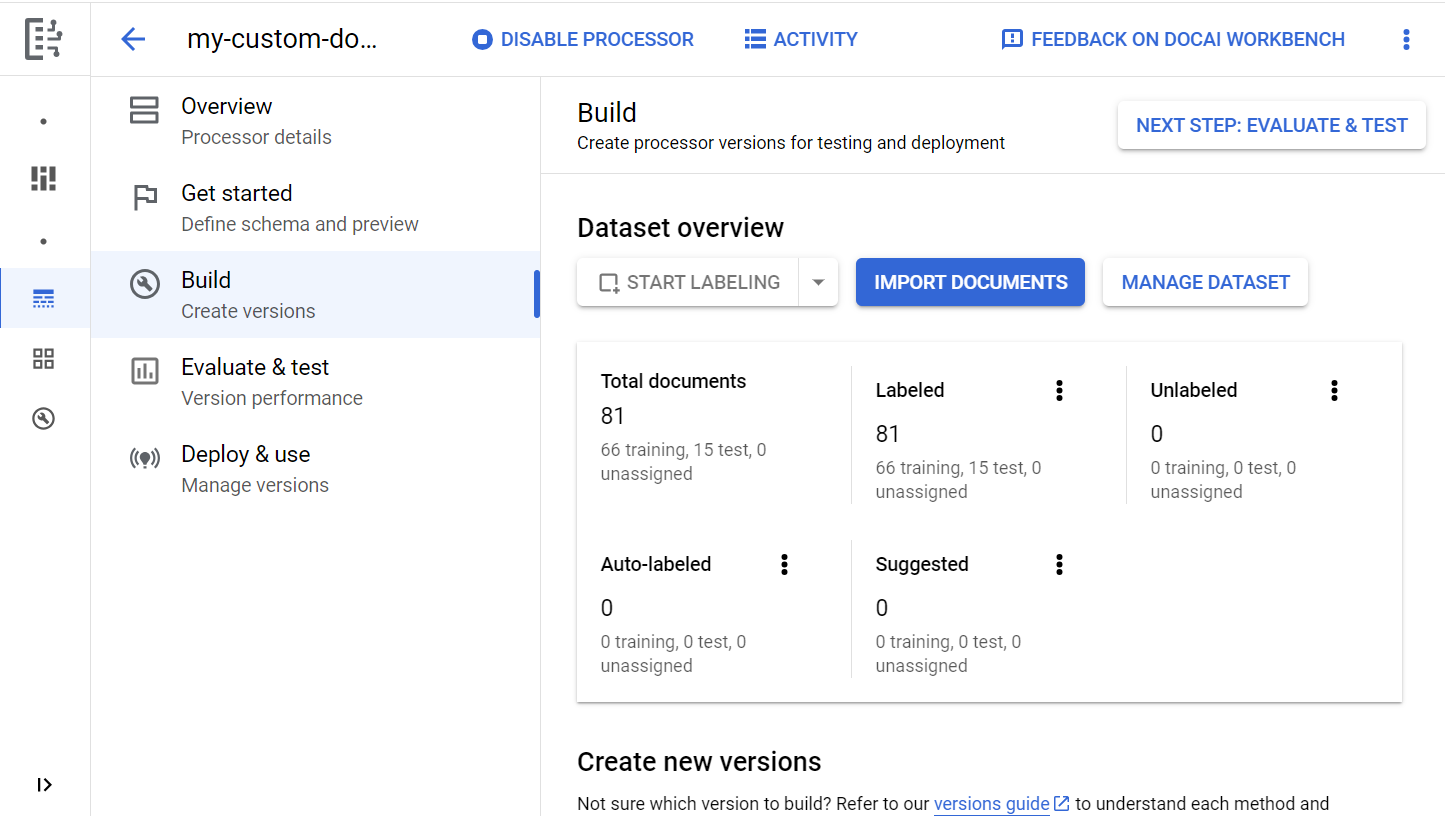 my-custom-do...
DISABLE PROCESSOR
ACTIVITY
FEEDBACK ON DOCAI WORKBENCH
Overview
Processor details
Get started
Define schema and preview
Build
Create versions
Evaluate & test
Version performance
Deploy & use
Manage versions
Build
Create processor versions for testing and deployment
NEXT STEP: EVALUATE & TEST
Dataset overview
START LABELING
IMPORT DOCUMENTS
MANAGE DATASET
Total documents
81
66 training, 15 test, 0
unassigned
Labeled
81
66 training, 15 test, 0
unassigned
Unlabeled
0
0 training, 0 test, 0
unassigned
Auto-labeled
0
0 training, 0 test, 0
unassigned
Suggested
0
0 training, 0 test, 0
unassigned
Create new versions
Not sure which version to build? Refer to our versions guide to understand each method and